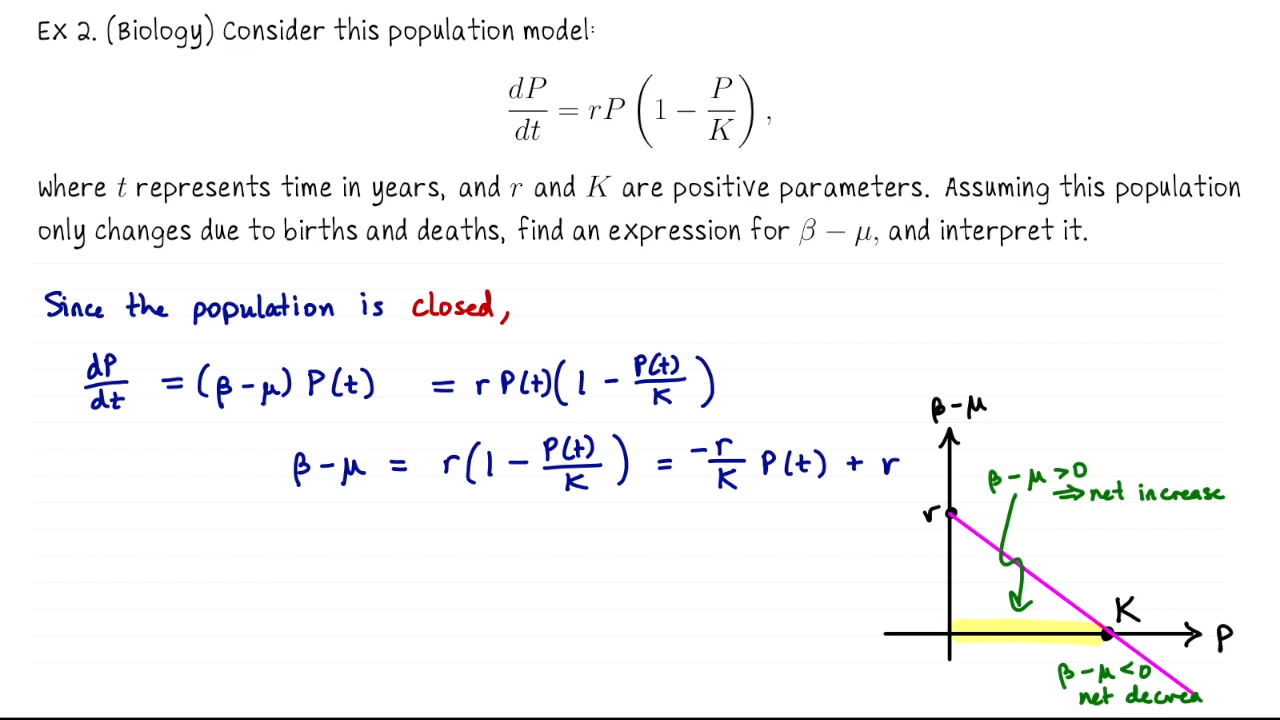 Ex 2. (Biology) Consider this population model:
dP/dt = rP(1 − P/K),
where t represents time in years, and r and K are positive parameters. Assuming this population
only changes due to births and deaths, find an expression for β − μ, and interpret it.
Since the population is closed,
dP/dt = (β − μ) P(t) = r P(t)(1 − P(t)/K)
β − μ = r(1 − P(t)/K) = −r/K P(t) + r
β − μ
β − μ > 0
⇒ net increase
r
K
P
β − μ < 0
net decrea